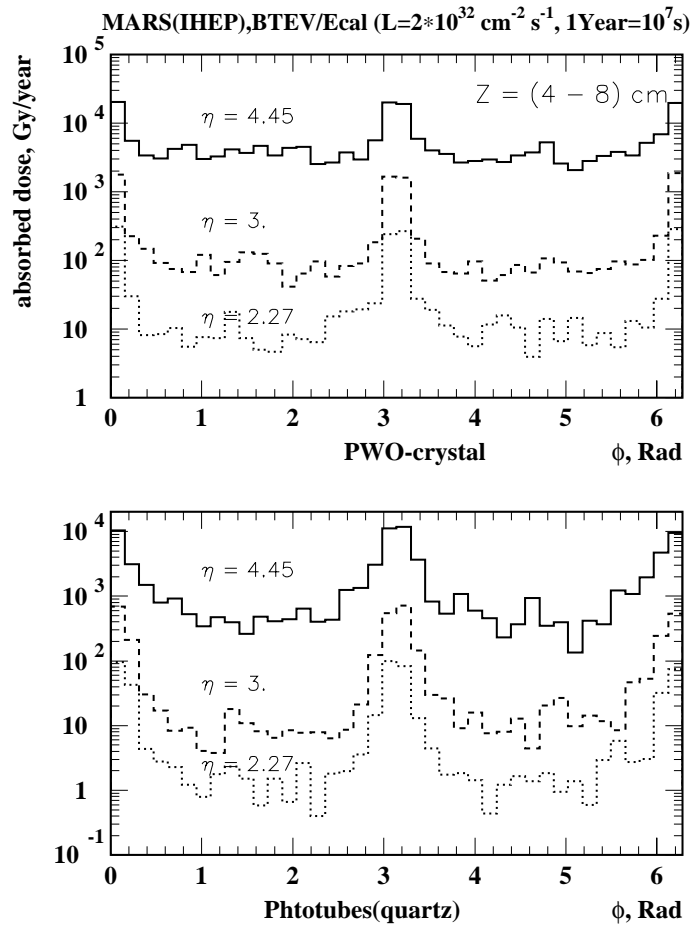 MARS(IHEP),BTEV/Ecal (L=2*10^32 cm^-2 s^-1, 1Year=10^7s)
absorbed dose, Gy/year
10^5
10^4
10^3
10^2
10
1
Z = (4 – 8) cm
η = 4.45
η = 3.
η = 2.27
0 1 2 3 4 5 6
PWO-crystal ϕ, Rad
10^4
10^3
10^2
10
1
10^-1
η = 4.45
η = 3.
η = 2.27
0 1 2 3 4 5 6
Phtotubes(quartz) ϕ, Rad